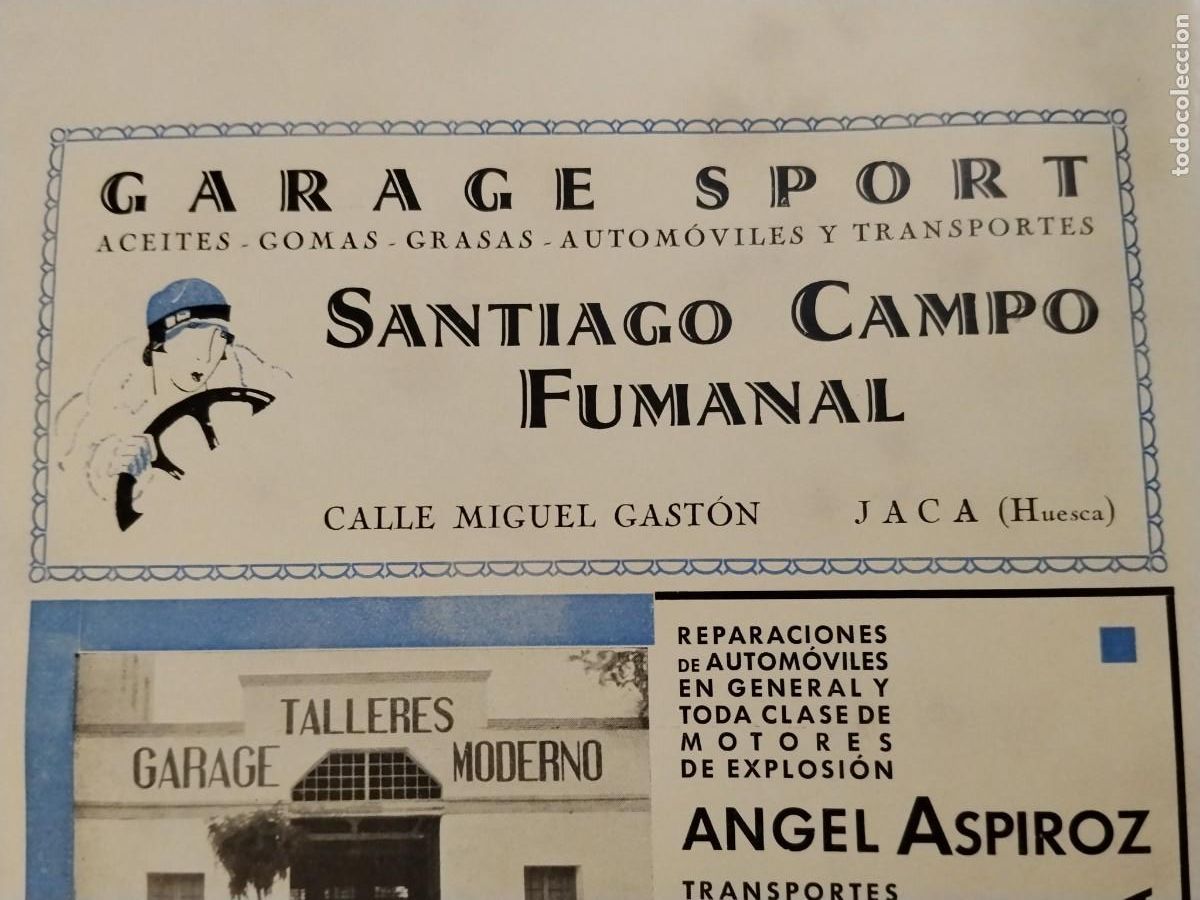 GARAGE SPORT
ACEITES - GOMAS - GRASAS - AUTOMÓVILES Y TRANSPORTES
SANTIAGO CAMPO
FUMANAL
CALLE MIGUEL GASTÓN JACA (Huesca)
TALLERES
GARAGE MODERNO
REPARACIONES
DE AUTOMÓVILES
EN GENERAL Y
TODA CLASE DE
MOTORES
DE EXPLOSIÓN
ANGEL ASPIROZ
TRANSPORTES
todocoleccion